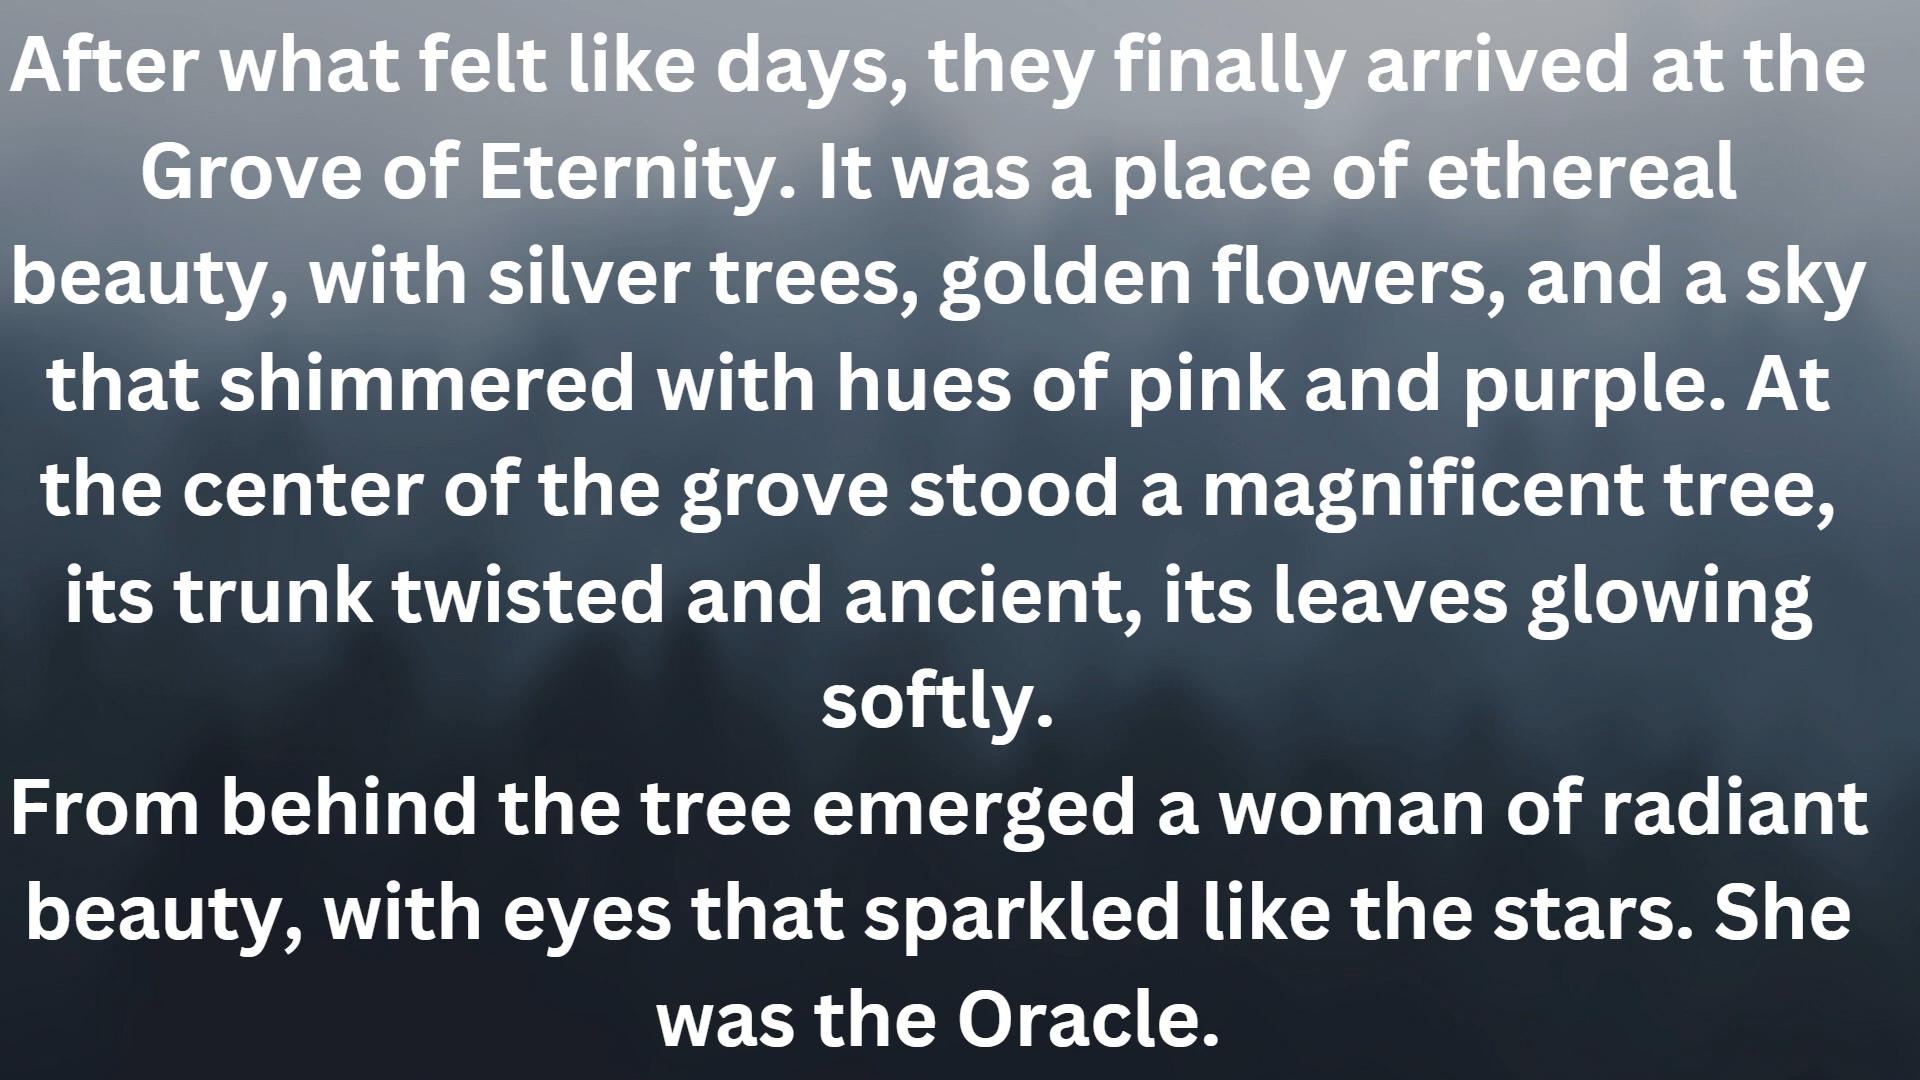 After what felt like days, they finally arrived at the
Grove of Eternity. It was a place of ethereal
beauty, with silver trees, golden flowers, and a sky
that shimmered with hues of pink and purple. At
the center of the grove stood a magnificent tree,
its trunk twisted and ancient, its leaves glowing
softly.
From behind the tree emerged a woman of radiant
beauty, with eyes that sparkled like the stars. She
was the Oracle.